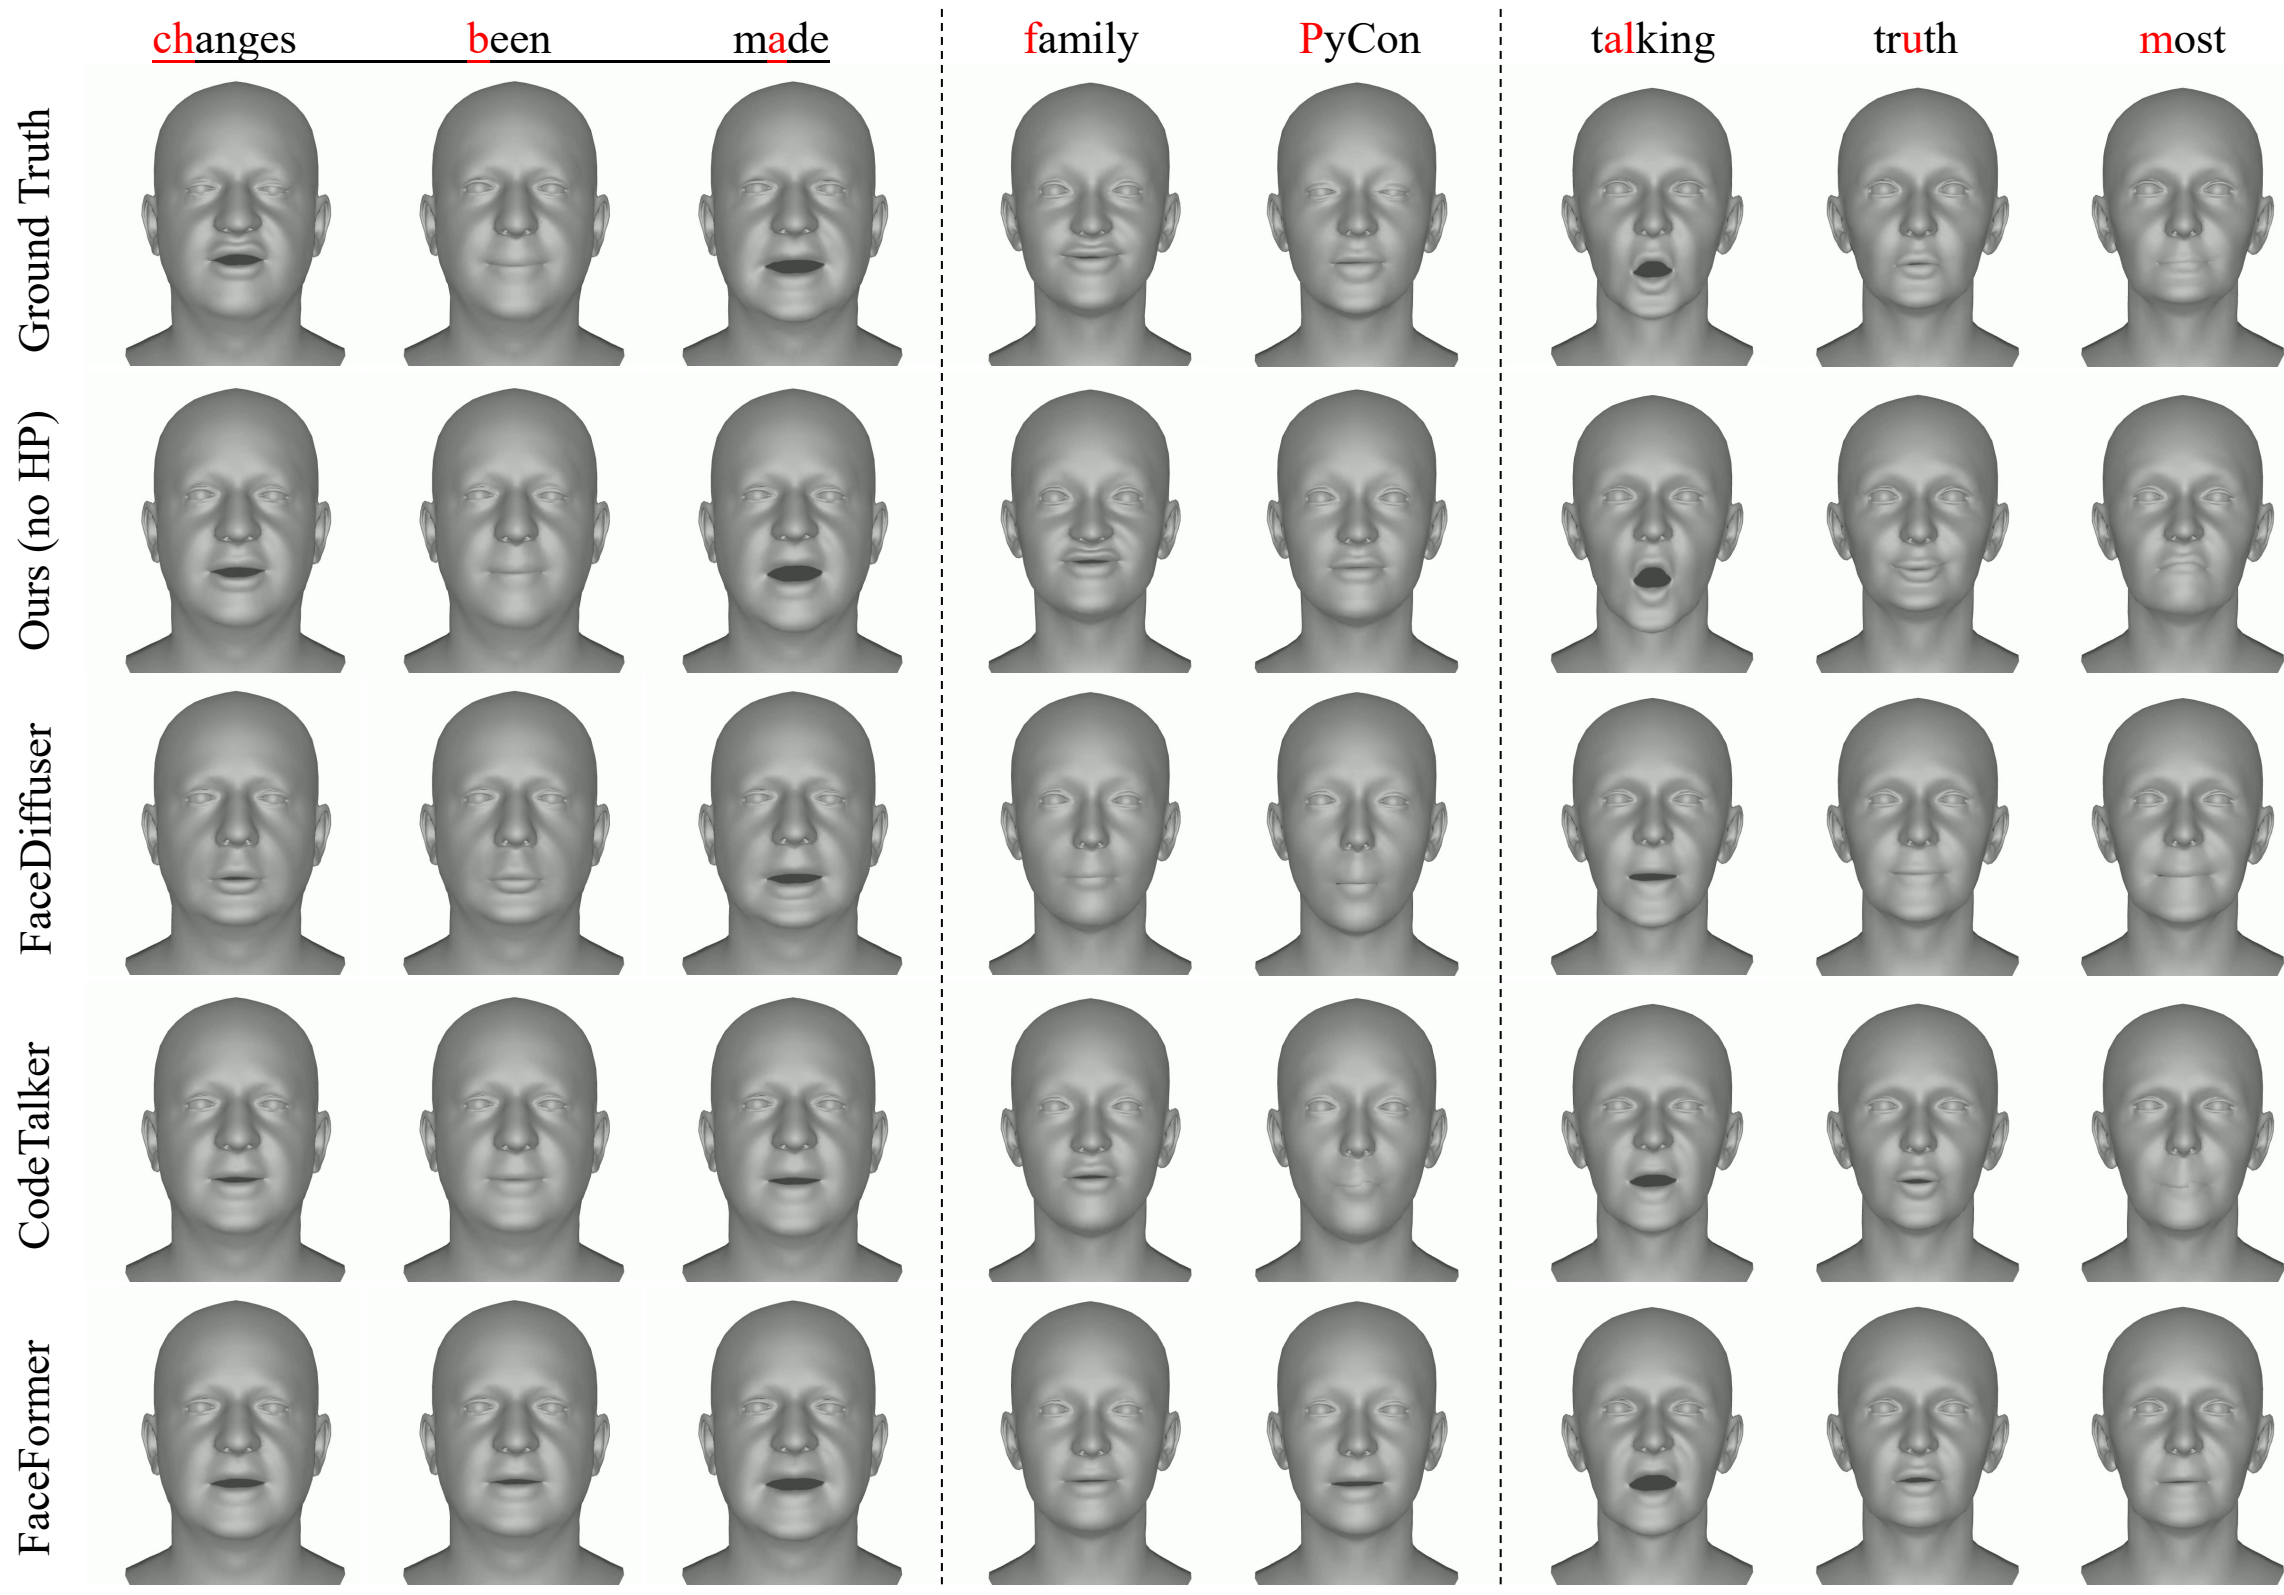 changes been made family PyCon talking truth most
Ground Truth
Ours (no HP)
FaceDiffuser
CodeTalker
FaceFormer